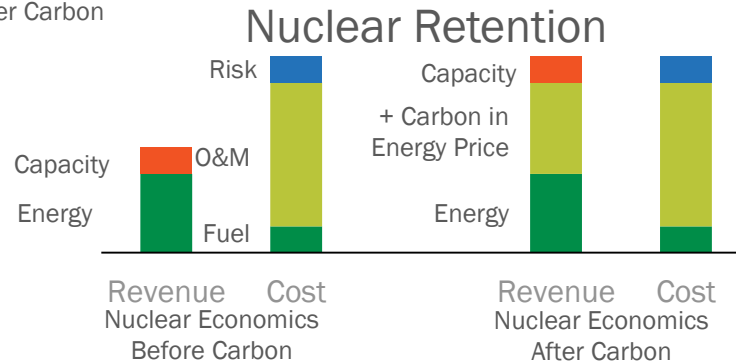 er Carbon
Nuclear Retention
Risk
O&M
Capacity
Energy
Fuel
Revenue Cost
Nuclear Economics
Before Carbon
Capacity
+ Carbon in
Energy Price
Energy
Revenue Cost
Nuclear Economics
After Carbon